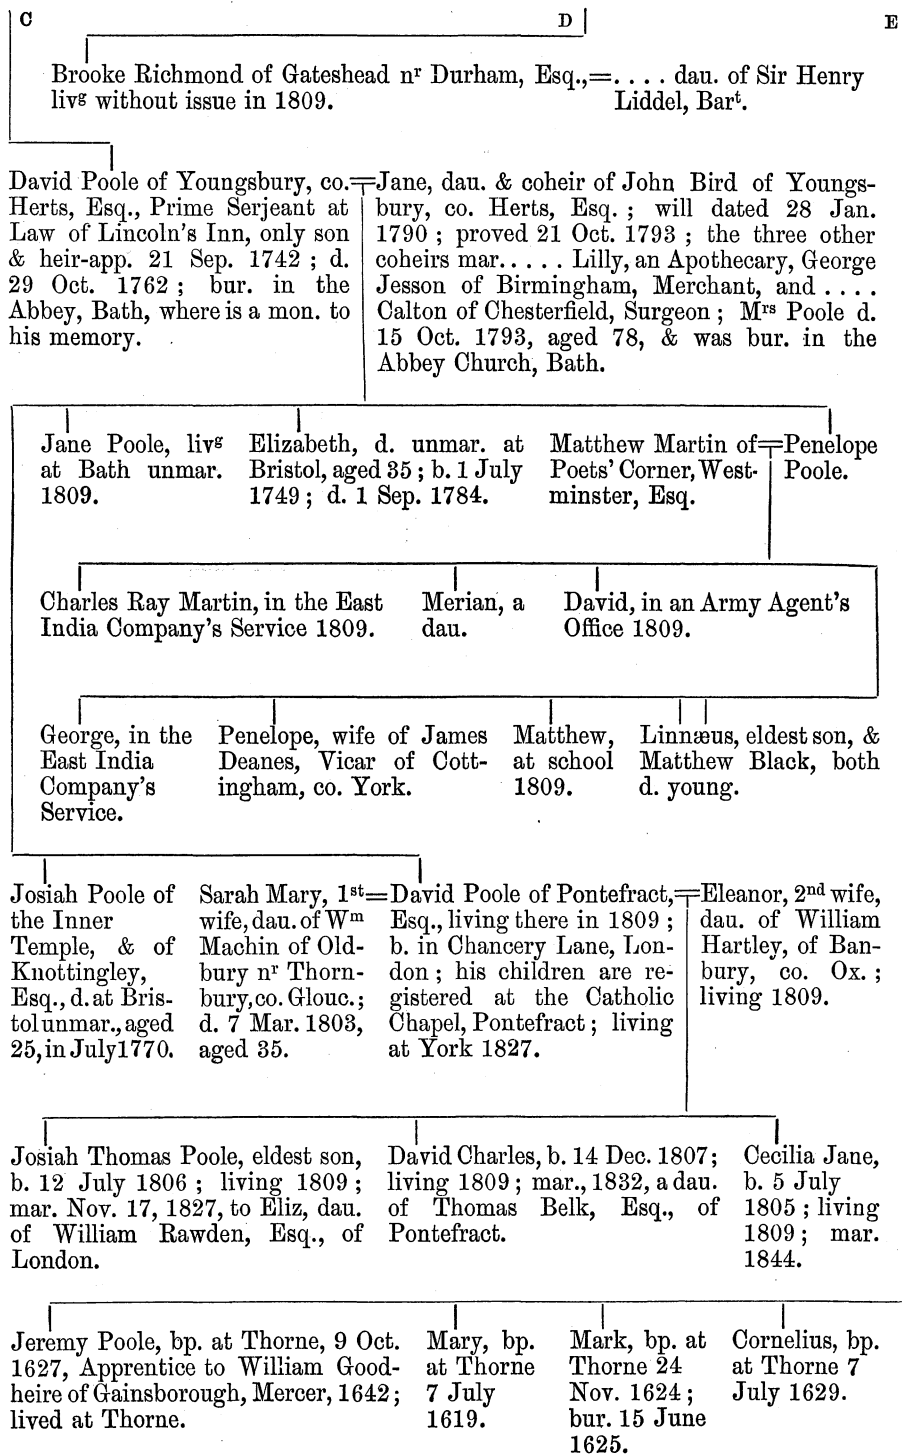 C D E
Brooke Richmond of Gateshead nʳ Durham, Esq.,=. . . . dau. of Sir Henry
livᵍ without issue in 1809. Liddel, Barᵗ.
David Poole of Youngsbury, co.
Herts, Esq., Prime Serjeant at
Law of Lincoln's Inn, only son
& heir-app. 21 Sep. 1742 ; d.
29 Oct. 1762 ; bur. in the
Abbey, Bath, where is a mon. to
his memory.
=Jane, dau. & coheir of John Bird of Youngs-
bury, co. Herts, Esq. ; will dated 28 Jan.
1790 ; proved 21 Oct. 1793 ; the three other
coheirs mar. . . . . Lilly, an Apothecary, George
Jesson of Birmingham, Merchant, and . . . .
Calton of Chesterfield, Surgeon ; Mʳˢ Poole d.
15 Oct. 1793, aged 78, & was bur. in the
Abbey Church, Bath.
Jane Poole, livᵍ
at Bath unmar.
1809.
Elizabeth, d. unmar. at
Bristol, aged 35 ; b. 1 July
1749 ; d. 1 Sep. 1784.
Matthew Martin of=
Poets' Corner, West-
minster, Esq.
Penelope
Poole.
Charles Ray Martin, in the East
India Company's Service 1809.
Merian, a
dau.
David, in an Army Agent's
Office 1809.
George, in the
East India
Company's
Service.
Penelope, wife of James
Deanes, Vicar of Cott-
ingham, co. York.
Matthew,
at school
1809.
Linnæus, eldest son, &
Matthew Black, both
d. young.
Josiah Poole of
the Inner
Temple, & of
Knottingley,
Esq., d. at Bris-
tol unmar., aged
25, in July 1770.
Sarah Mary, 1ˢᵗ=
wife, dau. of Wᵐ
Machin of Old-
bury nʳ Thorn-
bury, co. Glouc. ;
d. 7 Mar. 1803,
aged 35.
David Poole of Pontefract,=
Esq., living there in 1809 ;
b. in Chancery Lane, Lon-
don ; his children are re-
gistered at the Catholic
Chapel, Pontefract ; living
at York 1827.
Eleanor, 2ⁿᵈ wife,
dau. of William
Hartley, of Ban-
bury, co. Ox. ;
living 1809.
Josiah Thomas Poole, eldest son,
b. 12 July 1806 ; living 1809 ;
mar. Nov. 17, 1827, to Eliz, dau.
of William Rawden, Esq., of
London.
David Charles, b. 14 Dec. 1807;
living 1809 ; mar., 1832, a dau.
of Thomas Belk, Esq., of
Pontefract.
Cecilia Jane,
b. 5 July
1805 ; living
1809 ; mar.
1844.
Jeremy Poole, bp. at Thorne, 9 Oct.
1627, Apprentice to William Good-
heire of Gainsborough, Mercer, 1642 ;
lived at Thorne.
Mary, bp.
at Thorne
7 July
1619.
Mark, bp. at
Thorne 24
Nov. 1624 ;
bur. 15 June
1625.
Cornelius, bp.
at Thorne 7
July 1629.